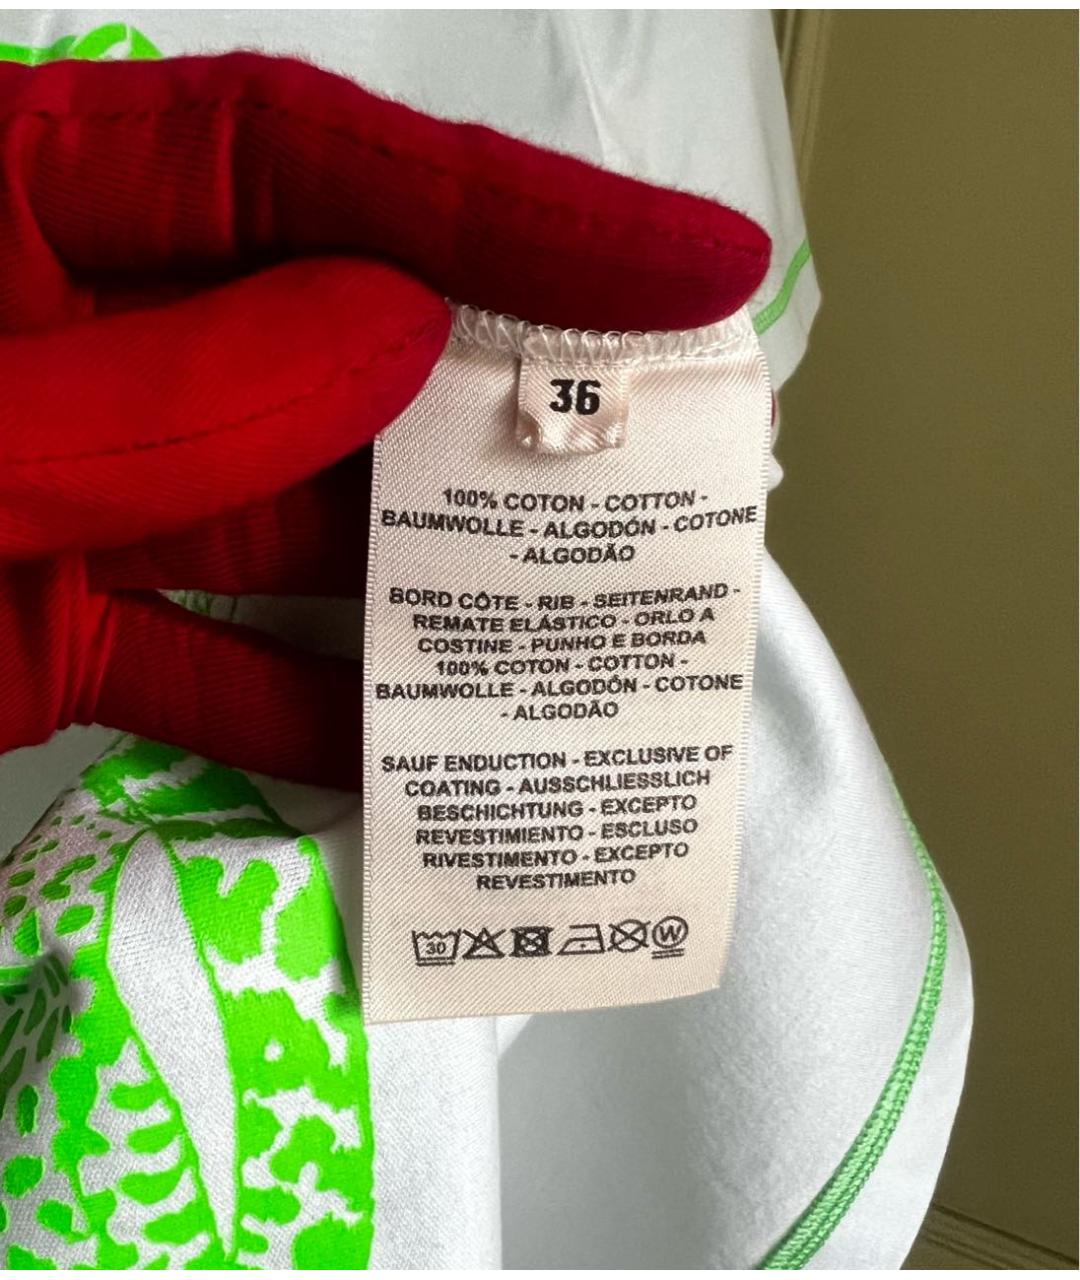 36
100% COTON - COTTON -
BAUMWOLLE - ALGODÓN - COTONE
- ALGODÃO
BORD CÔTE - RIB - SEITENRAND -
REMATE ELÁSTICO - ORLO A
COSTINE - PUNHO E BORDA
100% COTON - COTTON -
BAUMWOLLE - ALGODÓN - COTONE
- ALGODÃO
SAUF ENDUCTION - EXCLUSIVE OF
COATING - AUSSCHLIESSLICH
BESCHICHTUNG - EXCEPTO
REVESTIMIENTO - ESCLUSO
RIVESTIMENTO - EXCEPTO
REVESTIMENTO
30 W